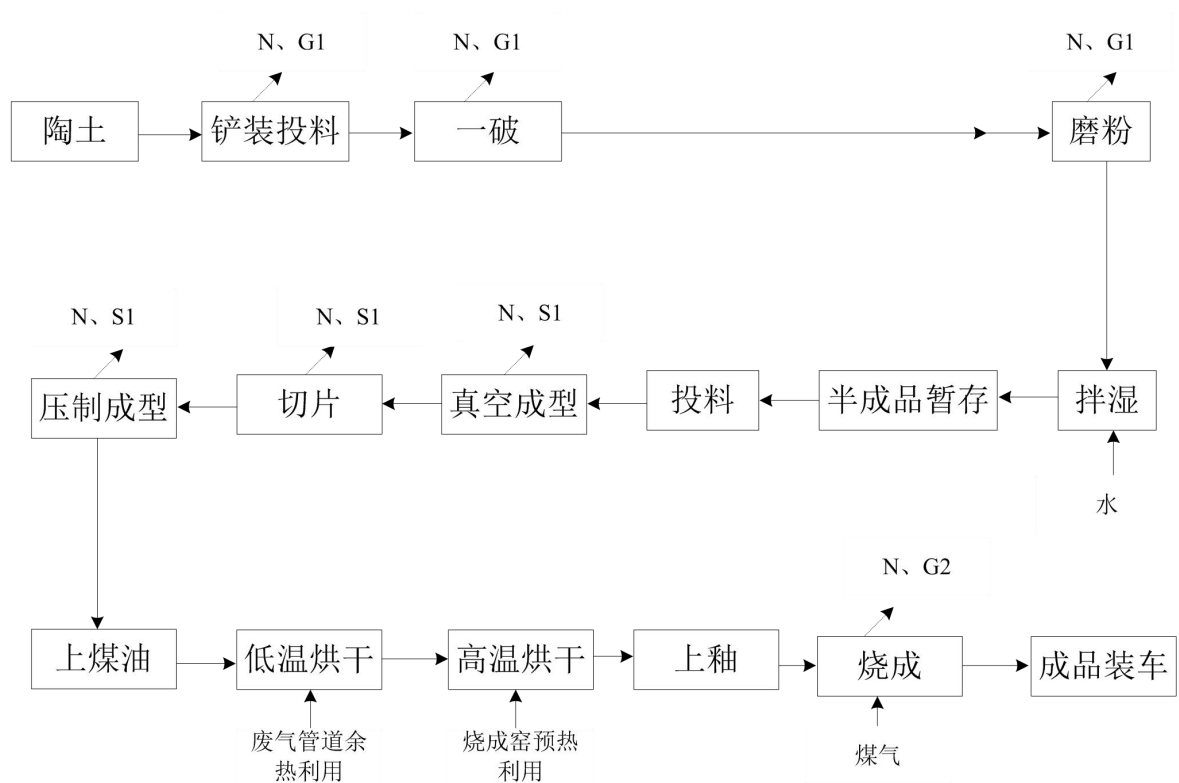 N、G1
N、G1
N、G1
陶土
铲装投料
一破
磨粉
N、S1
N、S1
N、S1
压制成型
切片
真空成型
投料
半成品暂存
拌湿
水
N、G2
上煤油
低温烘干
高温烘干
上釉
烧成
成品装车
废气管道余
热利用
烧成窑预热
利用
煤气